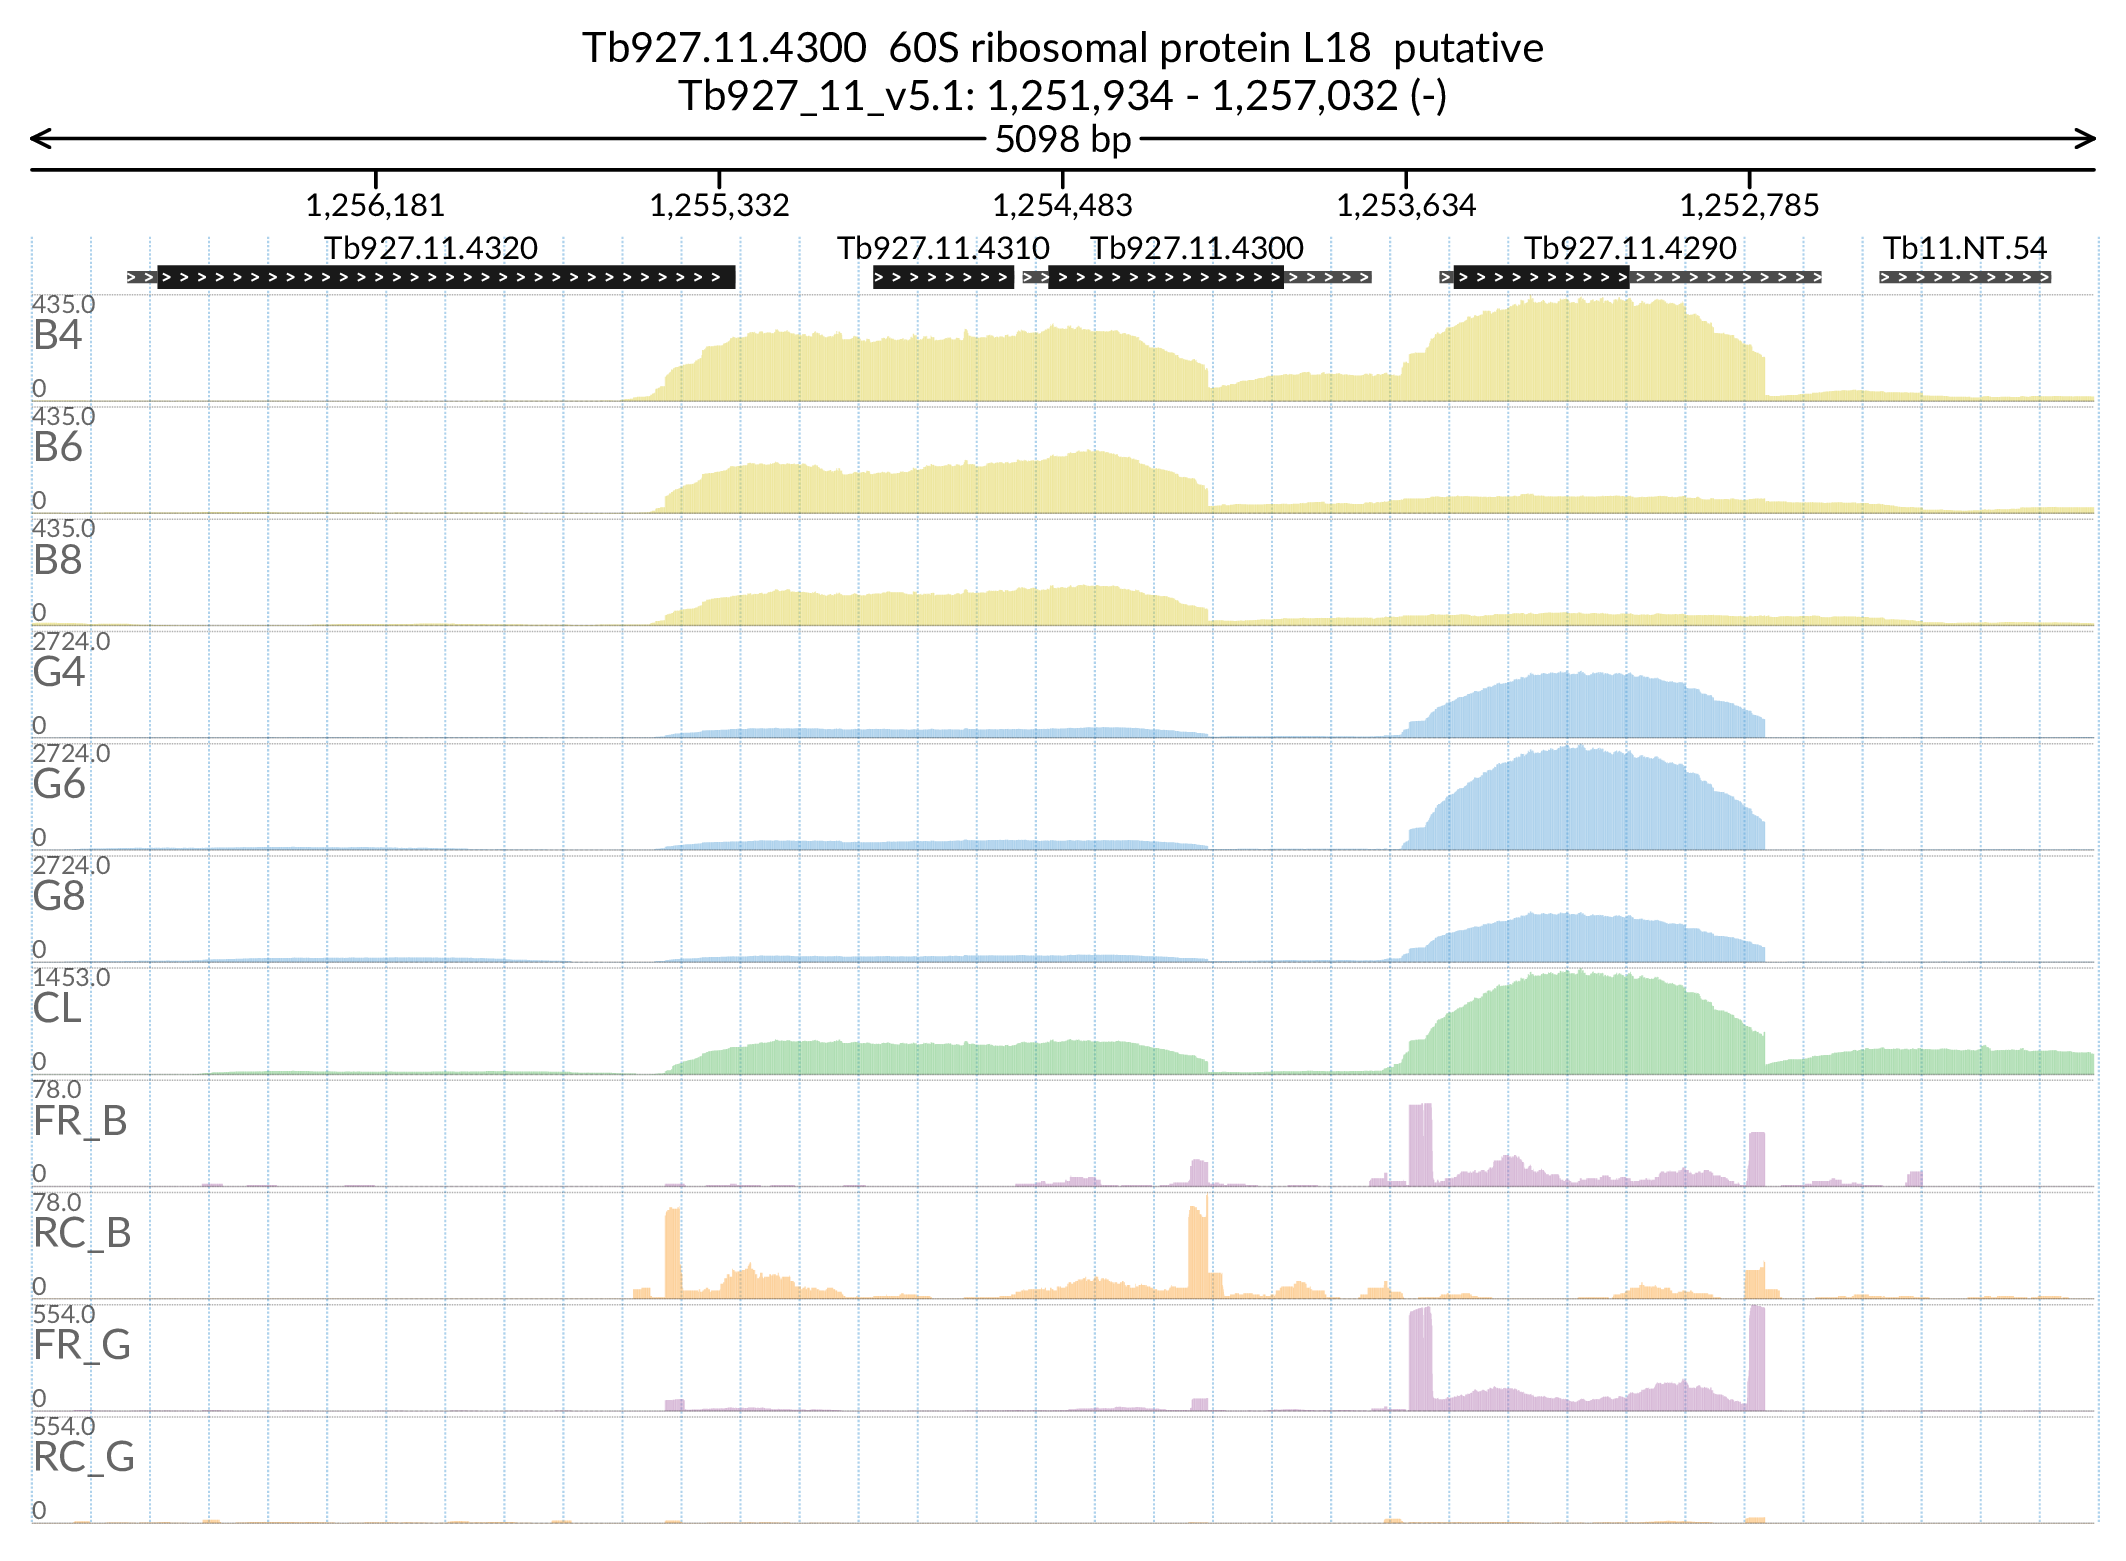 Tb927.11.4300  60S ribosomal protein L18  putative
Tb927_11_v5.1: 1,251,934 - 1,257,032 (-)
5098 bp
1,256,181 1,255,332 1,254,483 1,253,634 1,252,785
Tb927.11.4320 Tb927.11.4310 Tb927.11.4300 Tb927.11.4290 Tb11.NT.54
435.0
B4
0
435.0
B6
0
435.0
B8
0
2724.0
G4
0
2724.0
G6
0
2724.0
G8
0
1453.0
CL
0
78.0
FR_B
0
78.0
RC_B
0
554.0
FR_G
0
554.0
RC_G
0